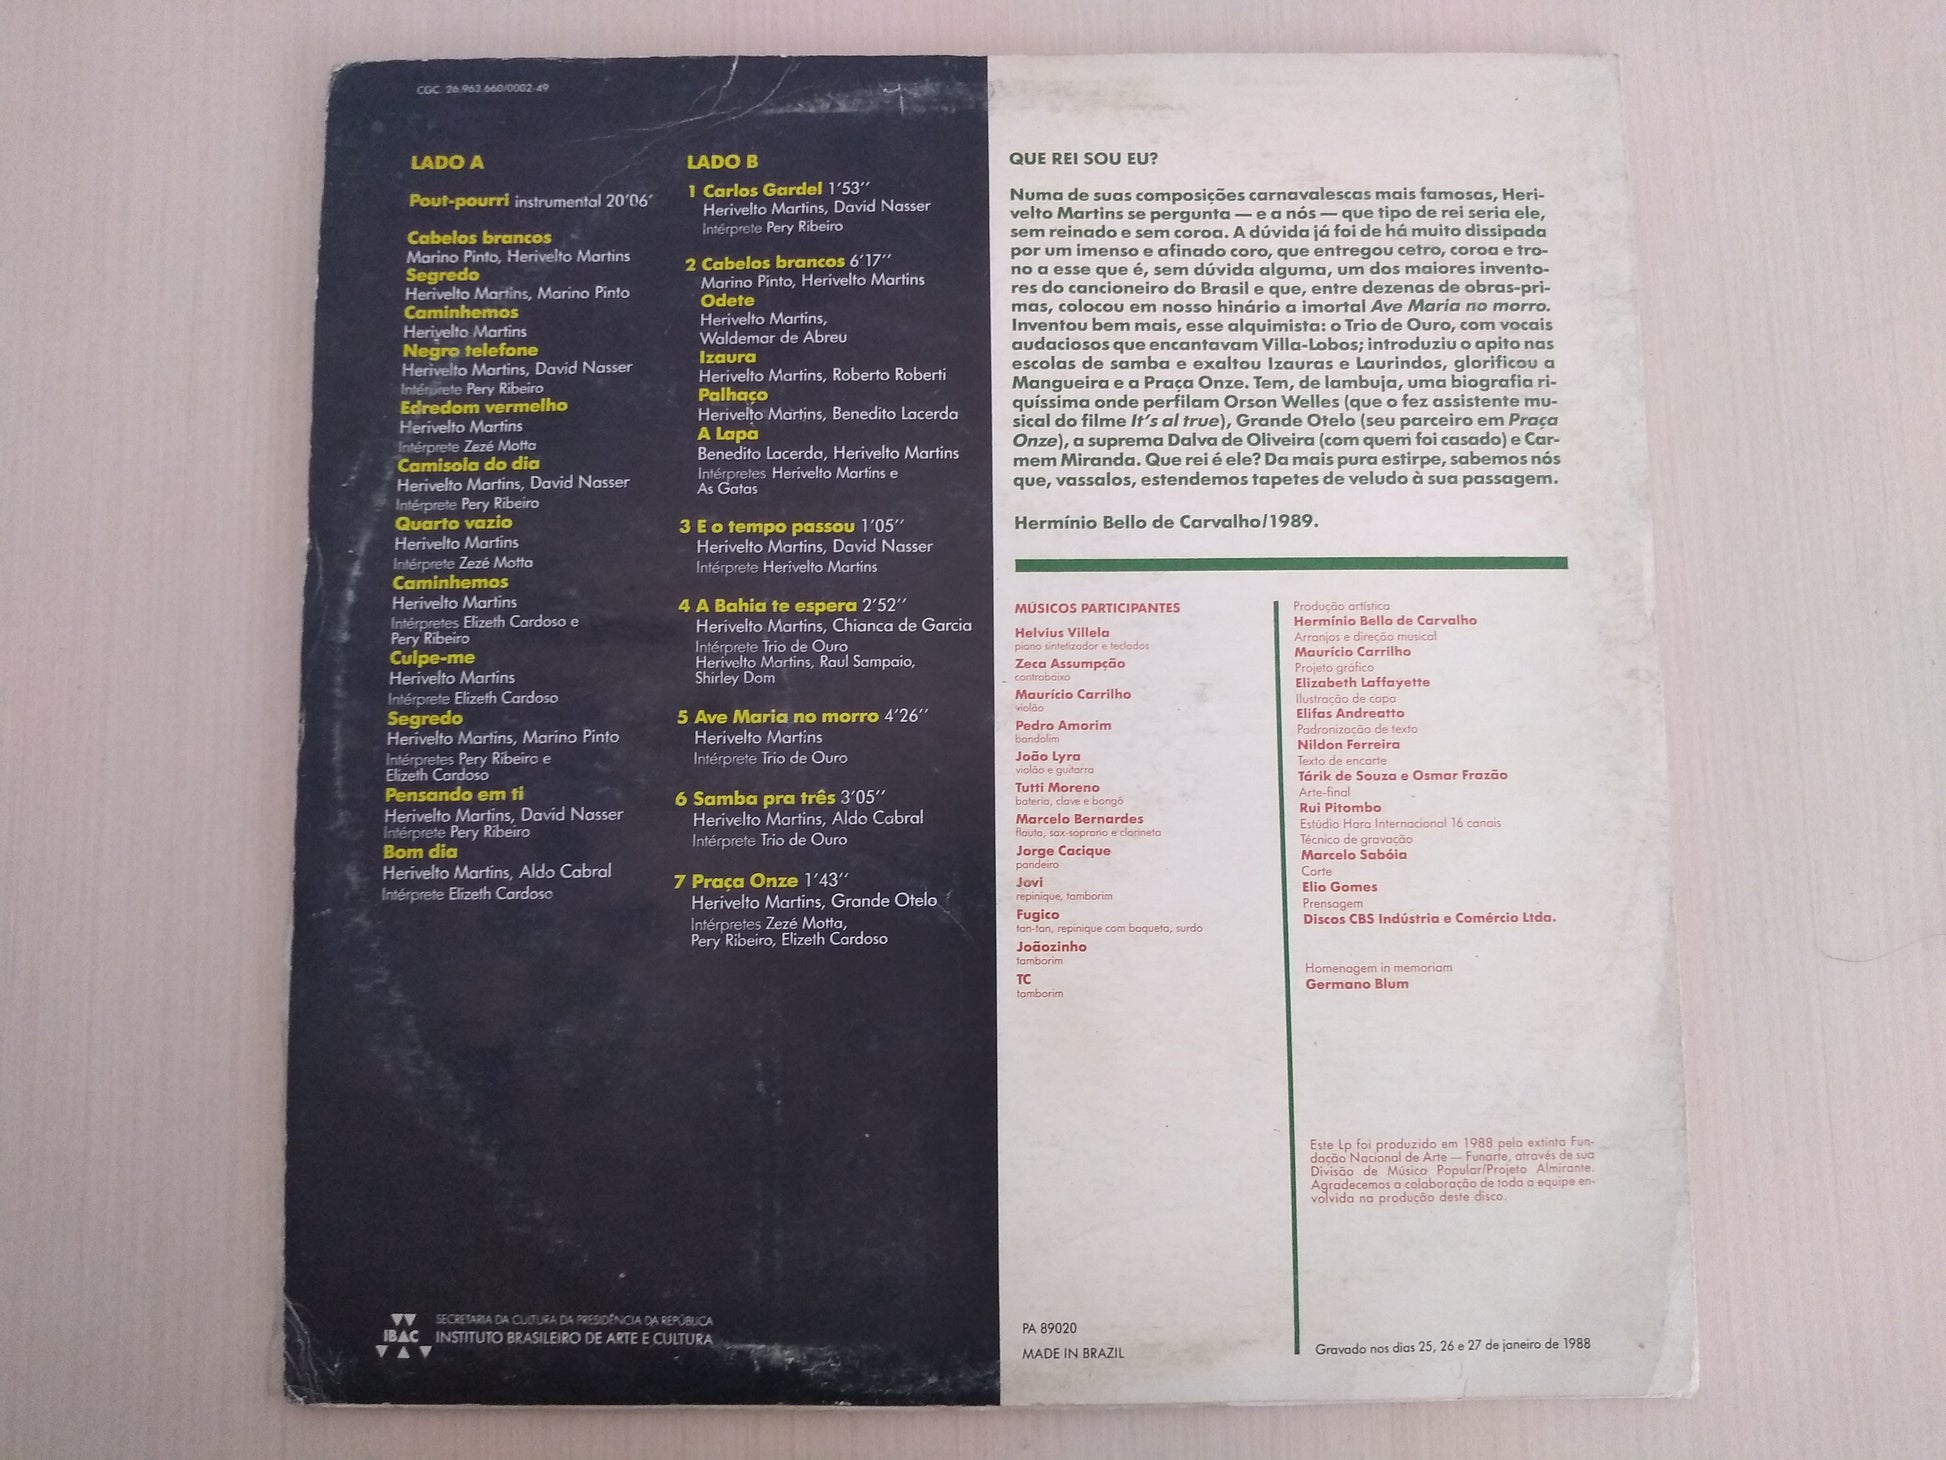 CGC. 26.963.660/0002-49
LADO A
Pout-pourri instrumental 20'06'
Cabelos brancos
Marino Pinto, Herivelto Martins
Segredo
Herivelto Martins, Marino Pinto
Caminhemos
Herivelto Martins
Negro telefone
Herivelto Martins, David Nasser
Intérprete Pery Ribeiro
Edredom vermelho
Herivelto Martins
Intérprete Zezé Motta
Camisola do dia
Herivelto Martins, David Nasser
Intérprete Pery Ribeiro
Quarto vazio
Herivelto Martins
Intérprete Zezé Motta
Caminhemos
Herivelto Martins
Intérpretes Elizeth Cardoso e
Pery Ribeiro
Culpe-me
Herivelto Martins
Intérprete Elizeth Cardoso
Segredo
Herivelto Martins, Marino Pinto
Intérpretes Pery Ribeiro e
Elizeth Cardoso
Pensando em ti
Herivelto Martins, David Nasser
Intérprete Pery Ribeiro
Bom dia
Herivelto Martins, Aldo Cabral
Intérprete Elizeth Cardoso
LADO B
1 Carlos Gardel 1'53''
Herivelto Martins, David Nasser
Intérprete Pery Ribeiro
2 Cabelos brancos 6'17''
Marino Pinto, Herivelto Martins
Odete
Herivelto Martins,
Waldemar de Abreu
Izaura
Herivelto Martins, Roberto Roberti
Palhaço
Herivelto Martins, Benedito Lacerda
A Lapa
Benedito Lacerda, Herivelto Martins
Intérpretes Herivelto Martins e
As Gatas
3 E o tempo passou 1'05''
Herivelto Martins, David Nasser
Intérprete Herivelto Martins
4 A Bahia te espera 2'52''
Herivelto Martins, Chianca de Garcia
Intérprete Trio de Ouro
Herivelto Martins, Raul Sampaio,
Shirley Dom
5 Ave Maria no morro 4'26''
Herivelto Martins
Intérprete Trio de Ouro
6 Samba pra três 3'05''
Herivelto Martins, Aldo Cabral
Intérprete Trio de Ouro
7 Praça Onze 1'43''
Herivelto Martins, Grande Otelo
Intérpretes Zezé Motta,
Pery Ribeiro, Elizeth Cardoso
IBAC
SECRETARIA DA CULTURA DA PRESIDÊNCIA DA REPÚBLICA
INSTITUTO BRASILEIRO DE ARTE E CULTURA
QUE REI SOU EU?
Numa de suas composições carnavalescas mais famosas, Heri-
velto Martins se pergunta — e a nós — que tipo de rei seria ele,
sem reinado e sem coroa. A dúvida já foi de há muito dissipada
por um imenso e afinado coro, que entregou cetro, coroa e tro-
no a esse que é, sem dúvida alguma, um dos maiores invento-
res do cancioneiro do Brasil e que, entre dezenas de obras-pri-
mas, colocou em nosso hinário a imortal Ave Maria no morro.
Inventou bem mais, esse alquimista: o Trio de Ouro, com vocais
audaciosos que encantavam Villa-Lobos; introduziu o apito nas
escolas de samba e exaltou Izauras e Laurindos, glorificou a
Mangueira e a Praça Onze. Tem, de lambuja, uma biografia ri-
quíssima onde perfilam Orson Welles (que o fez assistente mu-
sical do filme It's al true), Grande Otelo (seu parceiro em Praça
Onze), a suprema Dalva de Oliveira (com quem foi casado) e Car-
mem Miranda. Que rei é ele? Da mais pura estirpe, sabemos nós
que, vassalos, estendemos tapetes de veludo à sua passagem.
Hermínio Bello de Carvalho/1989.
MÚSICOS PARTICIPANTES
Helvius Villela
piano sintetizador e teclados
Zeca Assumpção
contrabaixo
Maurício Carrilho
violão
Pedro Amorim
bandolim
João Lyra
violão e guitarra
Tutti Moreno
bateria, clave e bongô
Marcelo Bernardes
flauta, sax-soprano e clarineta
Jorge Cacique
pandeiro
Jovi
repinique, tamborim
Fugico
tan-tan, repinique com baqueta, surdo
Joãozinho
tamborim
TC
tamborim
PA 89020
MADE IN BRAZIL
Produção artística
Hermínio Bello de Carvalho
Arranjos e direção musical
Maurício Carrilho
Projeto gráfico
Elizabeth Laffayette
Ilustração de capa
Elifas Andreatto
Padronização de texto
Nildon Ferreira
Texto de encarte
Tárik de Souza e Osmar Frazão
Arte-final
Rui Pitombo
Estúdio Hara Internacional 16 canais
Técnico de gravação
Marcelo Sabóia
Corte
Elio Gomes
Prensagem
Discos CBS Indústria e Comércio Ltda.
Homenagem in memoriam
Germano Blum
Este Lp foi produzido em 1988 pela extinta Fun-
dação Nacional de Arte — Funarte, através de sua
Divisão de Música Popular/Projeto Almirante.
Agradecemos a colaboração de toda a equipe en-
volvida na produção deste disco.
Gravado nos dias 25, 26 e 27 de janeiro de 1988